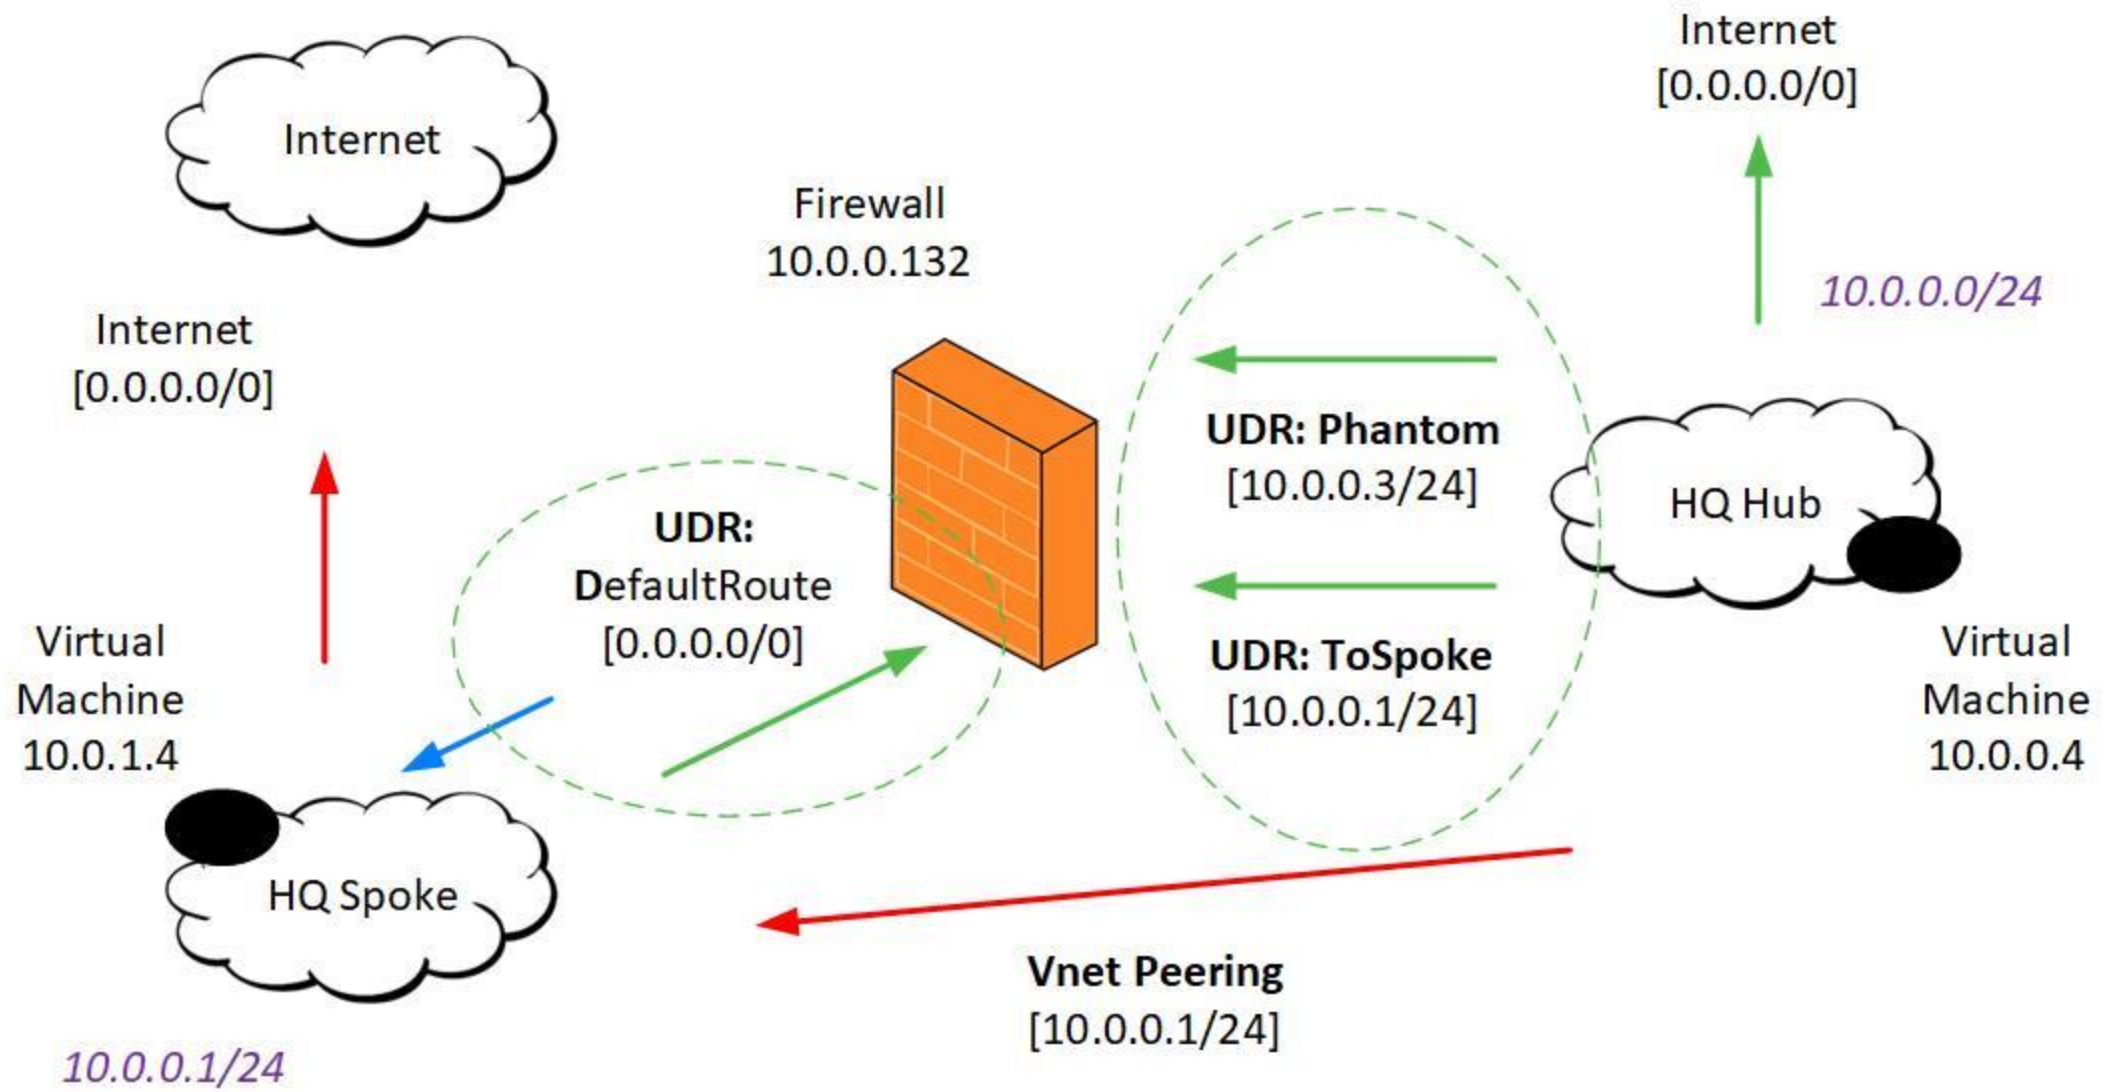 Internet
[0.0.0.0/0]
Internet
Firewall
10.0.0.132
10.0.0.0/24
Internet
[0.0.0.0/0]
UDR: Phantom
[10.0.0.3/24]
HQ Hub
UDR:
DefaultRoute
[0.0.0.0/0]
UDR: ToSpoke
[10.0.0.1/24]
Virtual
Machine
10.0.1.4
Virtual
Machine
10.0.0.4
HQ Spoke
Vnet Peering
[10.0.0.1/24]
10.0.0.1/24